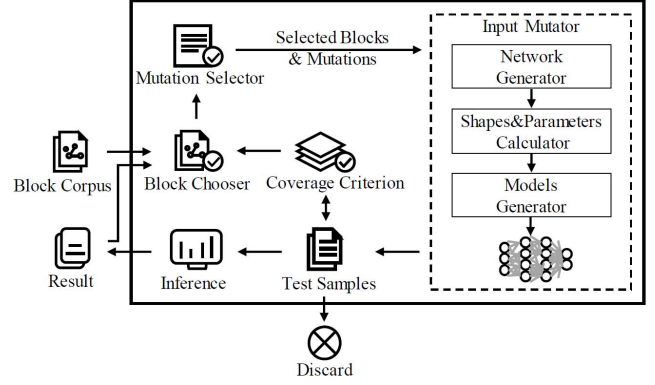 Input Mutator
Selected Blocks
& Mutations
Mutation Selector
Network
Generator
Shapes&Parameters
Calculator
Models
Generator
Block Corpus
Block Chooser
Coverage Criterion
Result
Inference
Test Samples
Discard